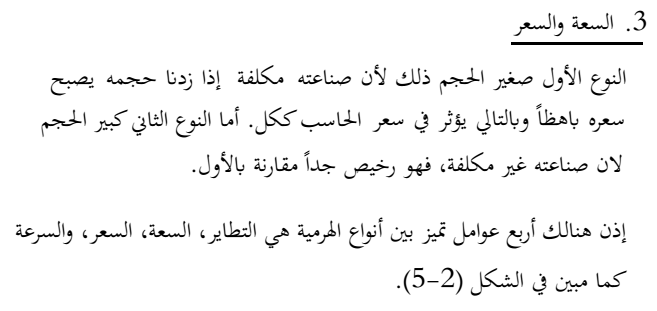 3. السعة والسعر
النوع الأول صغير الحجم ذلك لأن صناعته مكلفة إذا زدنا حجمه يصبح
سعره باهظاً وبالتالي يؤثر في سعر الحاسب ككل. أما النوع الثاني كبير الحجم
لان صناعته غير مكلفة، فهو رخيص جداً مقارنة بالأول.
إذن هنالك أربع عوامل تميز بين أنواع الهرمية هي التطاير، السعة، السعر، والسرعة
كما مبين في الشكل (2-5).